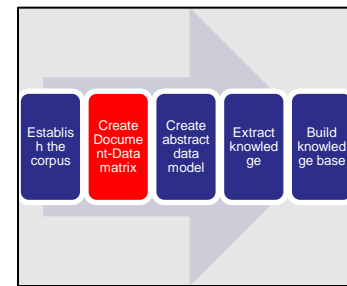 Establis
h the
corpus
Create
Docume
nt-Data
matrix
Create
abstract
data
model
Extract
knowled
ge
Build
knowled
ge base